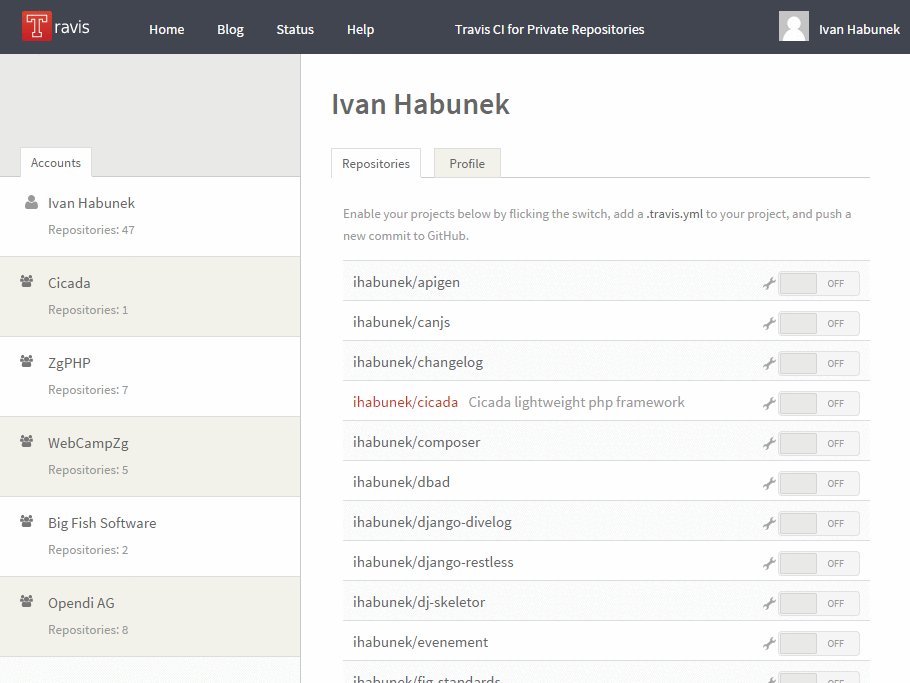 Travis
Home Blog Status Help Travis CI for Private Repositories Ivan Habunek
Accounts
Ivan Habunek
Repositories: 47
Cicada
Repositories: 1
ZgPHP
Repositories: 7
WebCampZg
Repositories: 5
Big Fish Software
Repositories: 2
Opendi AG
Repositories: 8
Ivan Habunek
Repositories Profile
Enable your projects below by flicking the switch, add a .travis.yml to your project, and push a
new commit to GitHub.
ihabunek/apigen OFF
ihabunek/canjs OFF
ihabunek/changelog OFF
ihabunek/cicada Cicada lightweight php framework OFF
ihabunek/composer OFF
ihabunek/dbad OFF
ihabunek/django-divelog OFF
ihabunek/django-restless OFF
ihabunek/dj-skeletor OFF
ihabunek/evenement OFF
ihabunek/fig-standards OFF